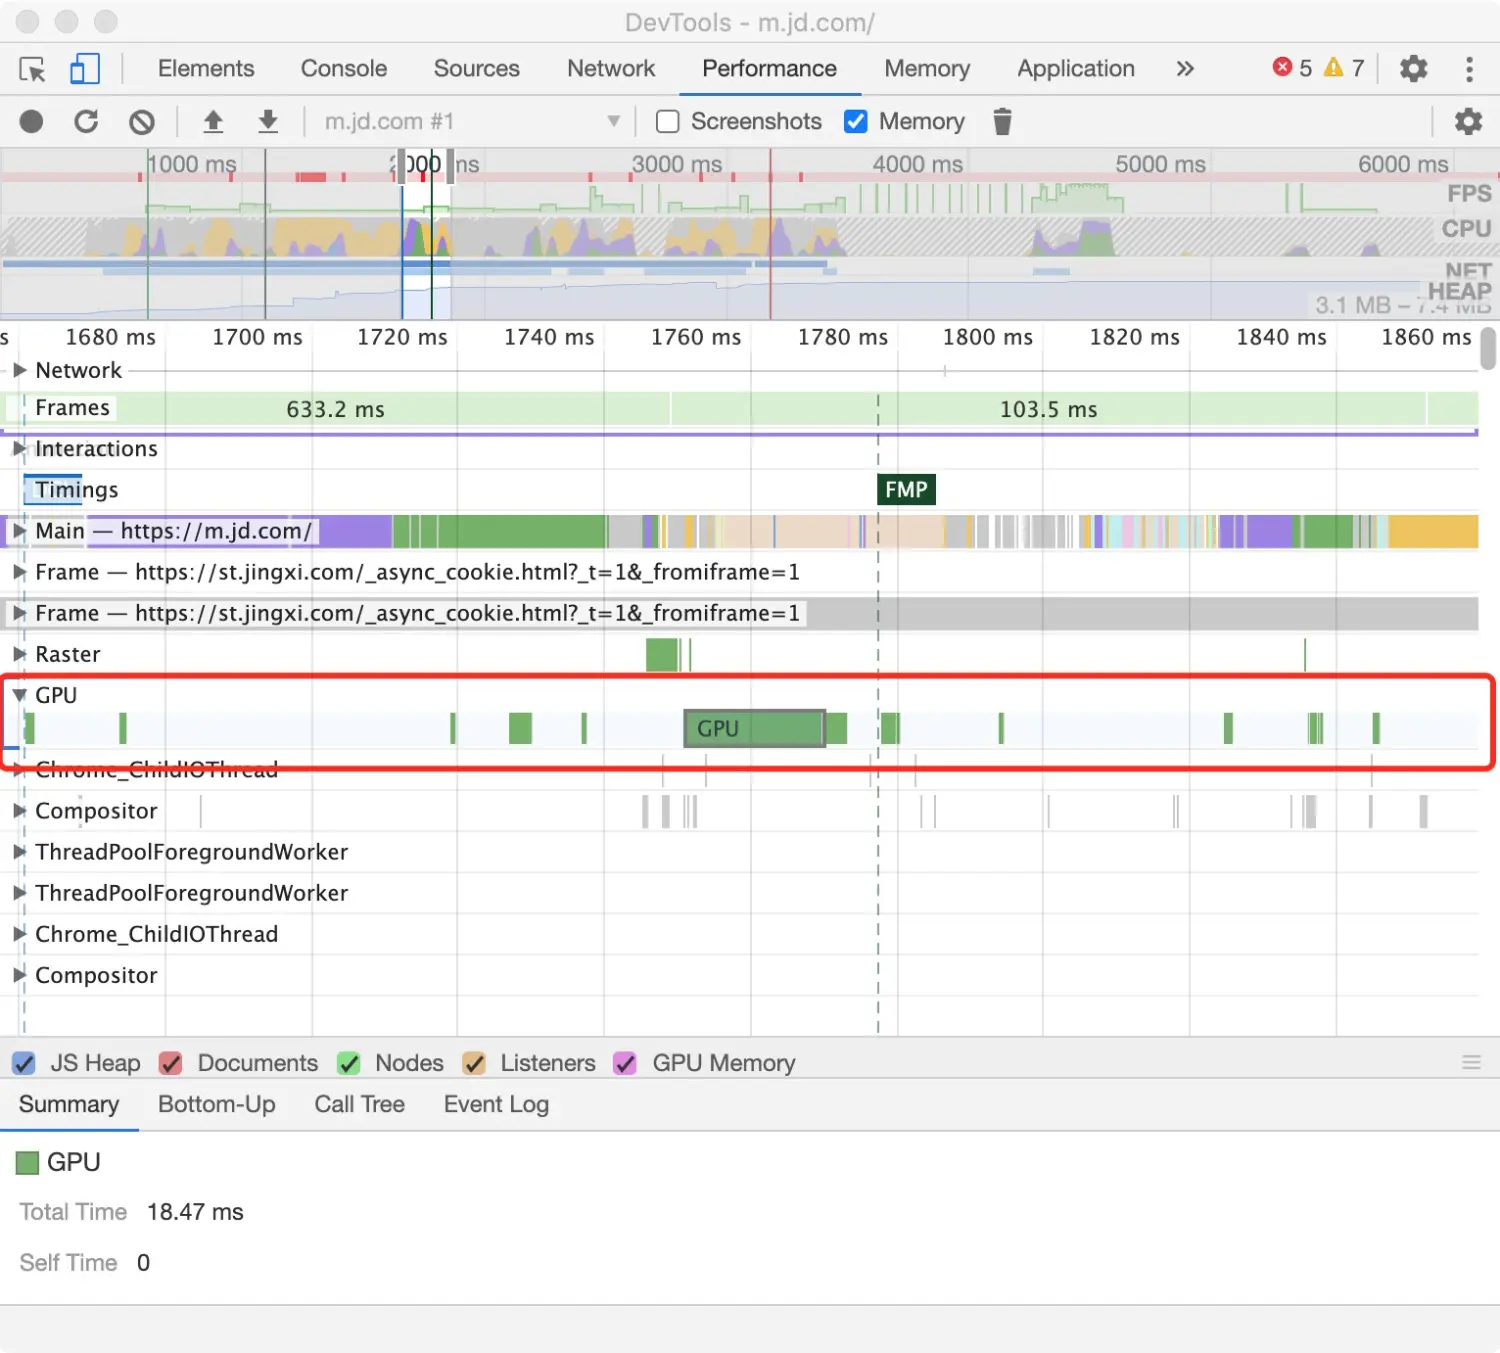 DevTools - m.jd.com/
Elements Console Sources Network Performance Memory Application » 5 7
m.jd.com #1 Screenshots Memory
1000 ms 2000 ms 3000 ms 4000 ms 5000 ms 6000 ms
FPS
CPU
NET
HEAP
3.1 MB – 7.4 MB
s 1680 ms 1700 ms 1720 ms 1740 ms 1760 ms 1780 ms 1800 ms 1820 ms 1840 ms 1860 ms
Network
Frames 633.2 ms 103.5 ms
Interactions
Timings FMP
Main — https://m.jd.com/
Frame — https://st.jingxi.com/_async_cookie.html?_t=1&_fromiframe=1
Frame — https://st.jingxi.com/_async_cookie.html?_t=1&_fromiframe=1
Raster
GPU
GPU
Chrome_ChildIOThread
Compositor
ThreadPoolForegroundWorker
ThreadPoolForegroundWorker
Chrome_ChildIOThread
Compositor
JS Heap Documents Nodes Listeners GPU Memory
Summary Bottom-Up Call Tree Event Log
GPU
Total Time 18.47 ms
Self Time 0